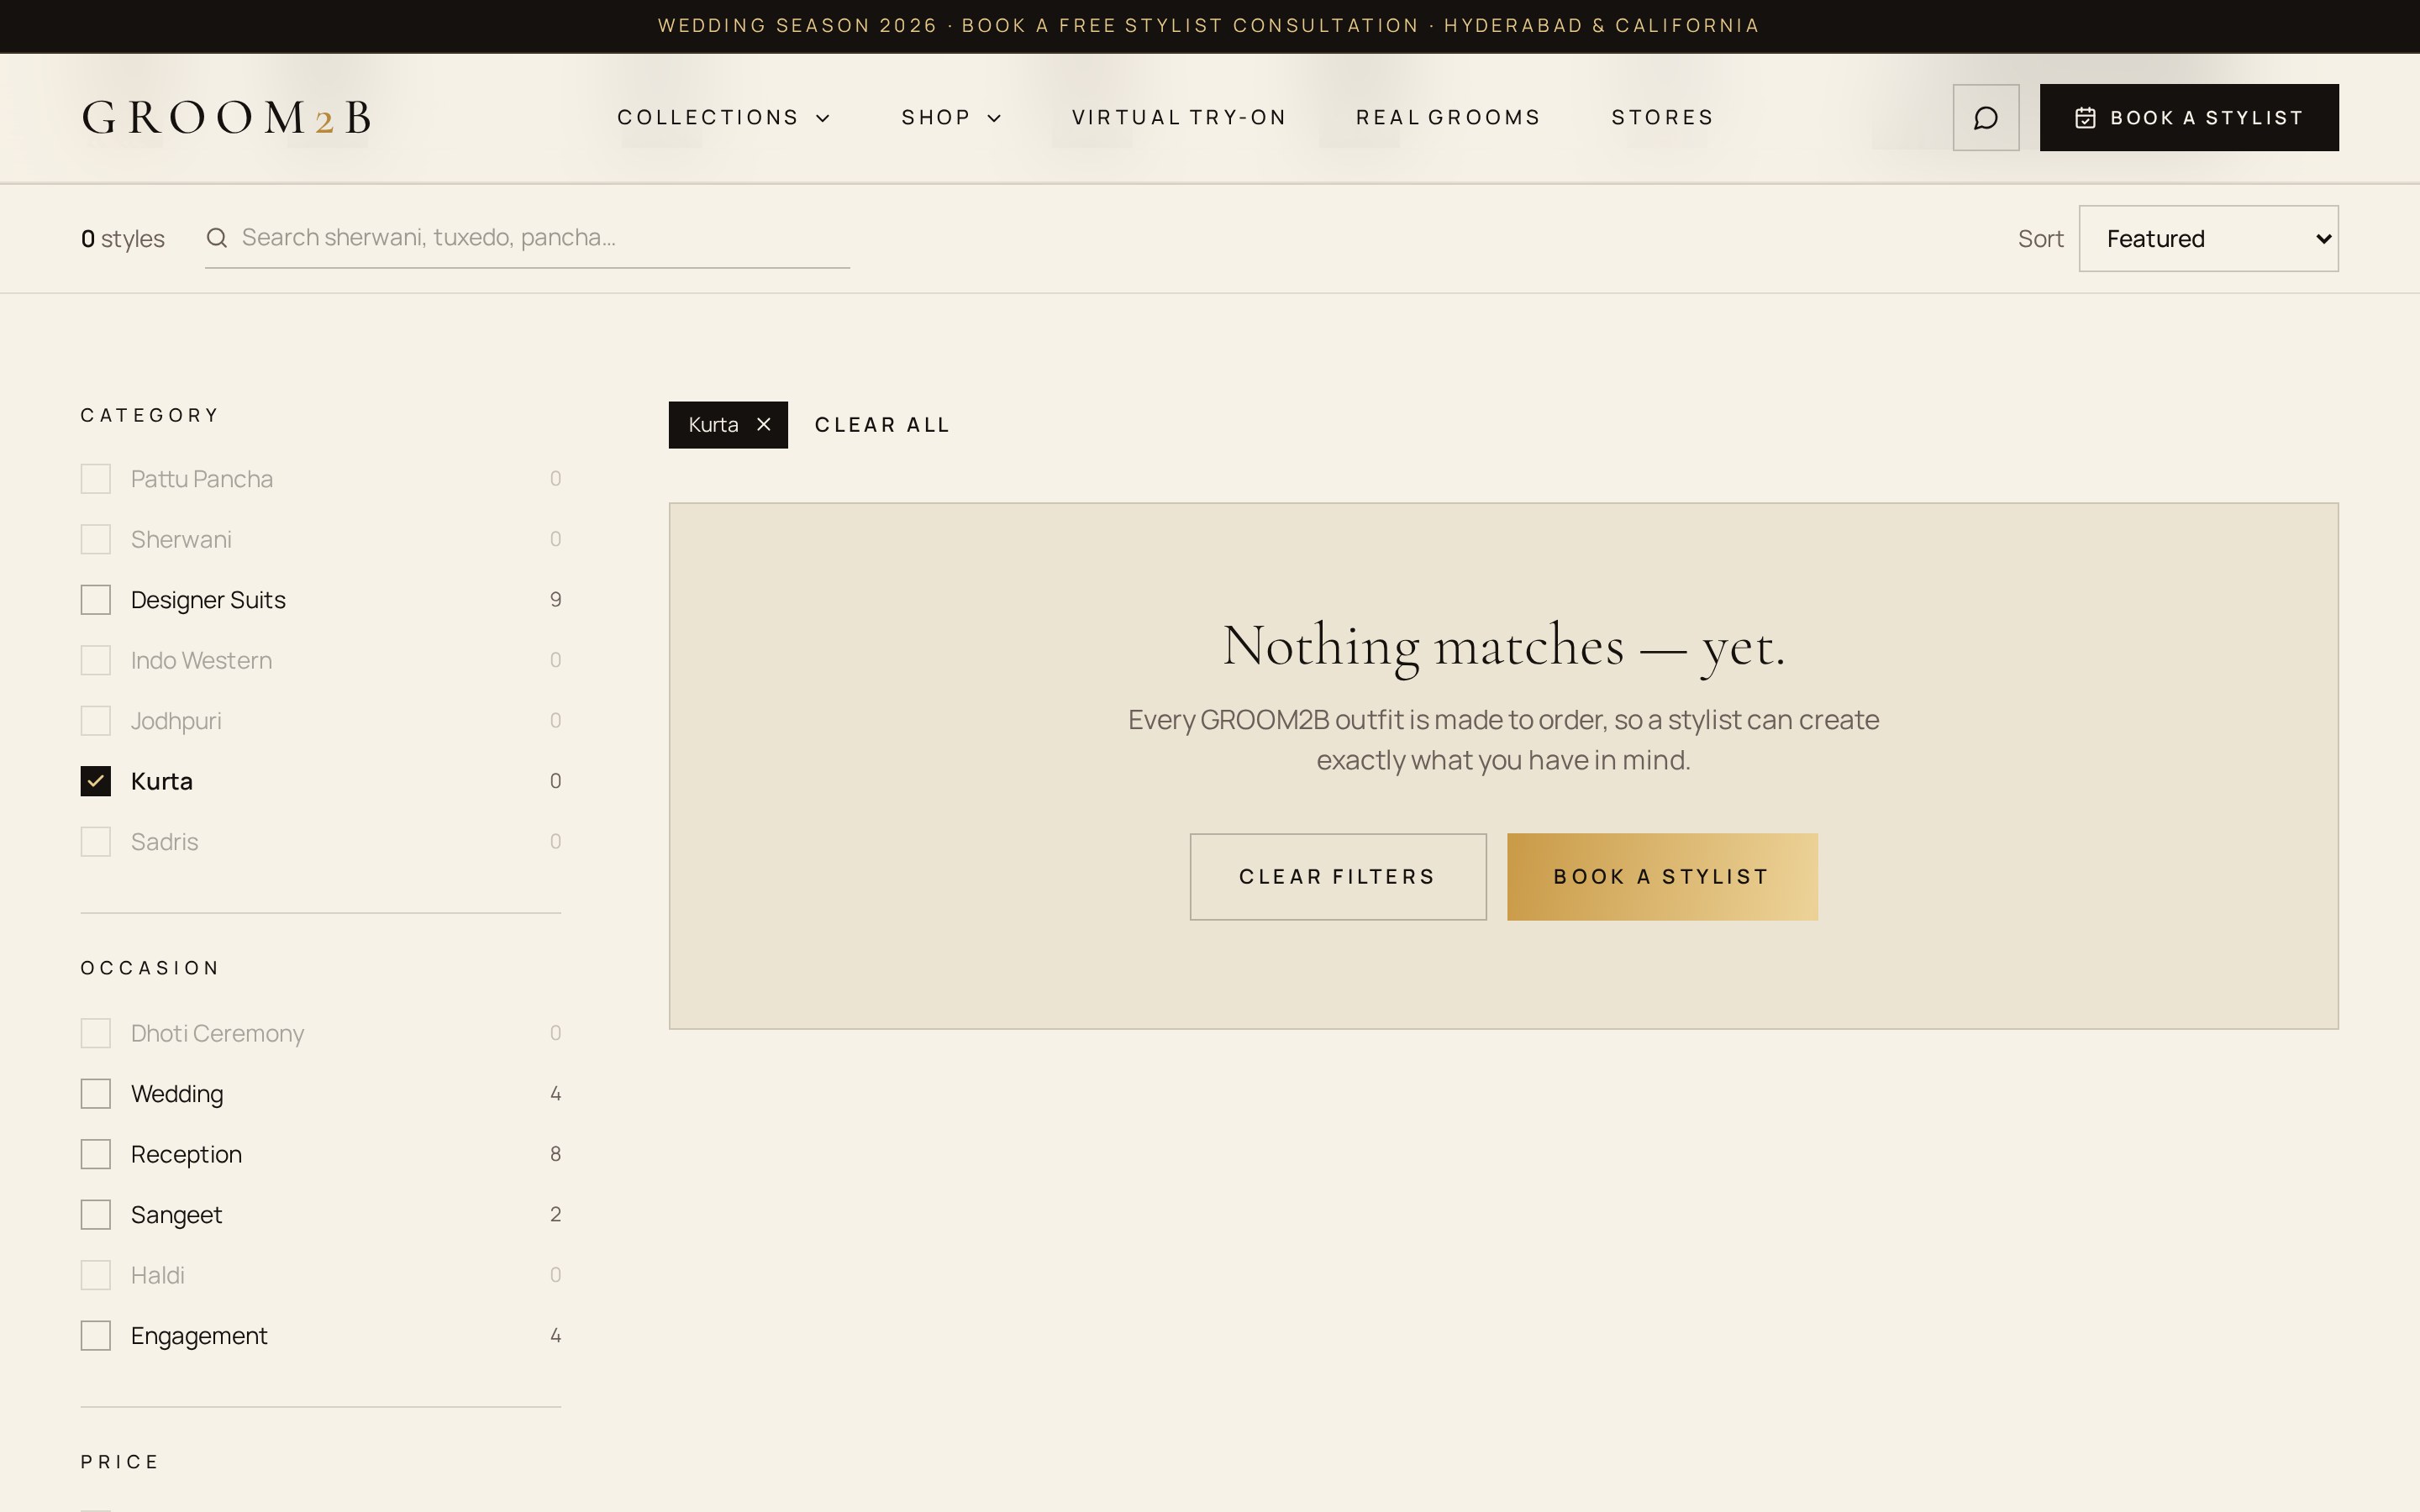 WEDDING SEASON 2026 · BOOK A FREE STYLIST CONSULTATION · HYDERABAD & CALIFORNIA
GROOM2B
COLLECTIONS
SHOP
VIRTUAL TRY-ON
REAL GROOMS
STORES
BOOK A STYLIST
0 styles
Search sherwani, tuxedo, pancha...
Sort
Featured
CATEGORY
Pattu Pancha 0
Sherwani 0
Designer Suits 9
Indo Western 0
Jodhpuri 0
Kurta 0
Sadris 0
OCCASION
Dhoti Ceremony 0
Wedding 4
Reception 8
Sangeet 2
Haldi 0
Engagement 4
PRICE
Kurta
CLEAR ALL
Nothing matches — yet.
Every GROOM2B outfit is made to order, so a stylist can create
exactly what you have in mind.
CLEAR FILTERS
BOOK A STYLIST